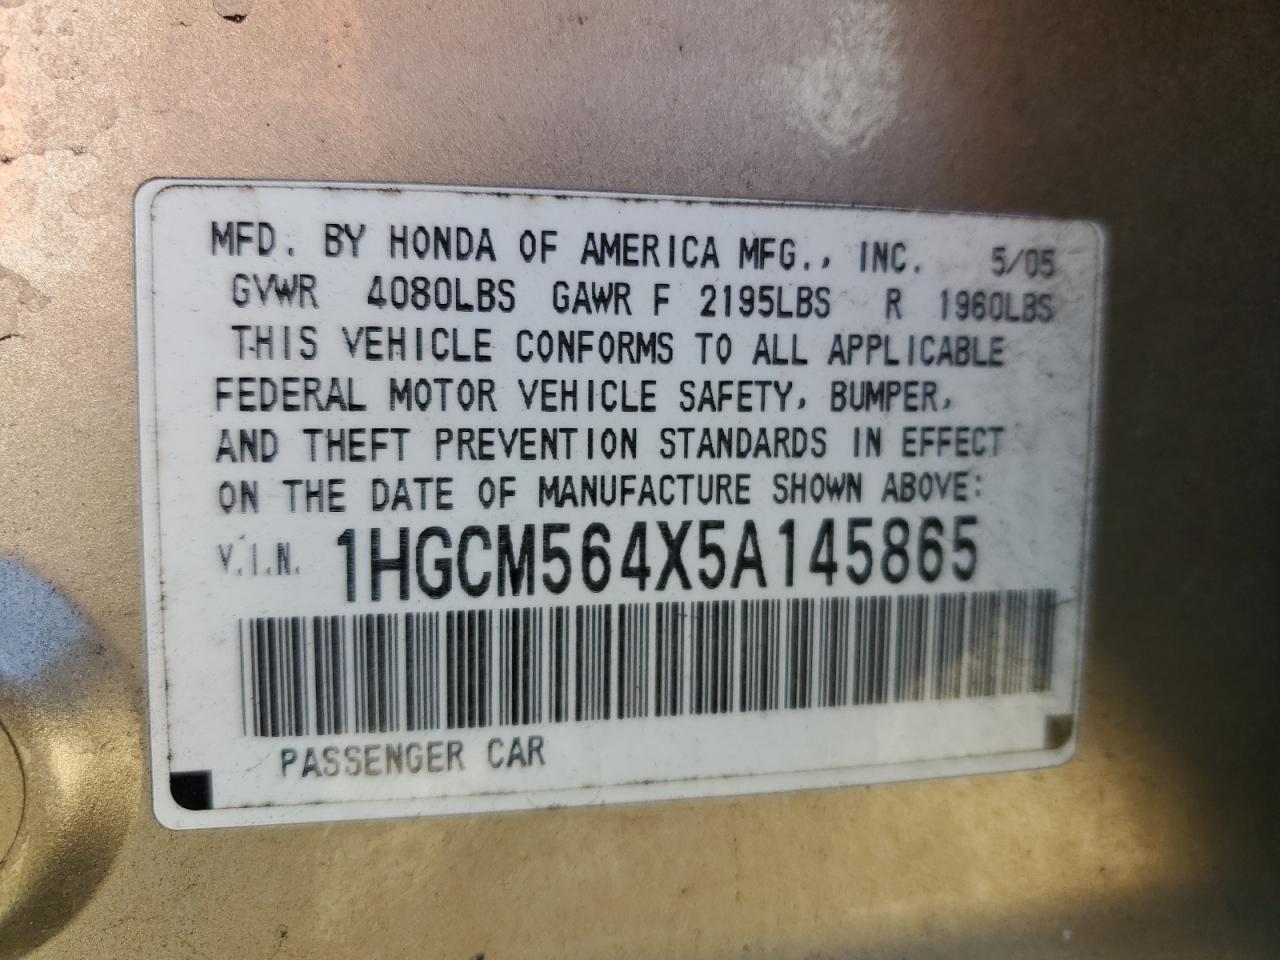 MFD. BY HONDA OF AMERICA MFG., INC. 5/05
GVWR 4080LBS GAWR F 2195LBS R 1960LBS
THIS VEHICLE CONFORMS TO ALL APPLICABLE
FEDERAL MOTOR VEHICLE SAFETY, BUMPER,
AND THEFT PREVENTION STANDARDS IN EFFECT
ON THE DATE OF MANUFACTURE SHOWN ABOVE:
V.I.N. 1HGCM564X5A145865
PASSENGER CAR